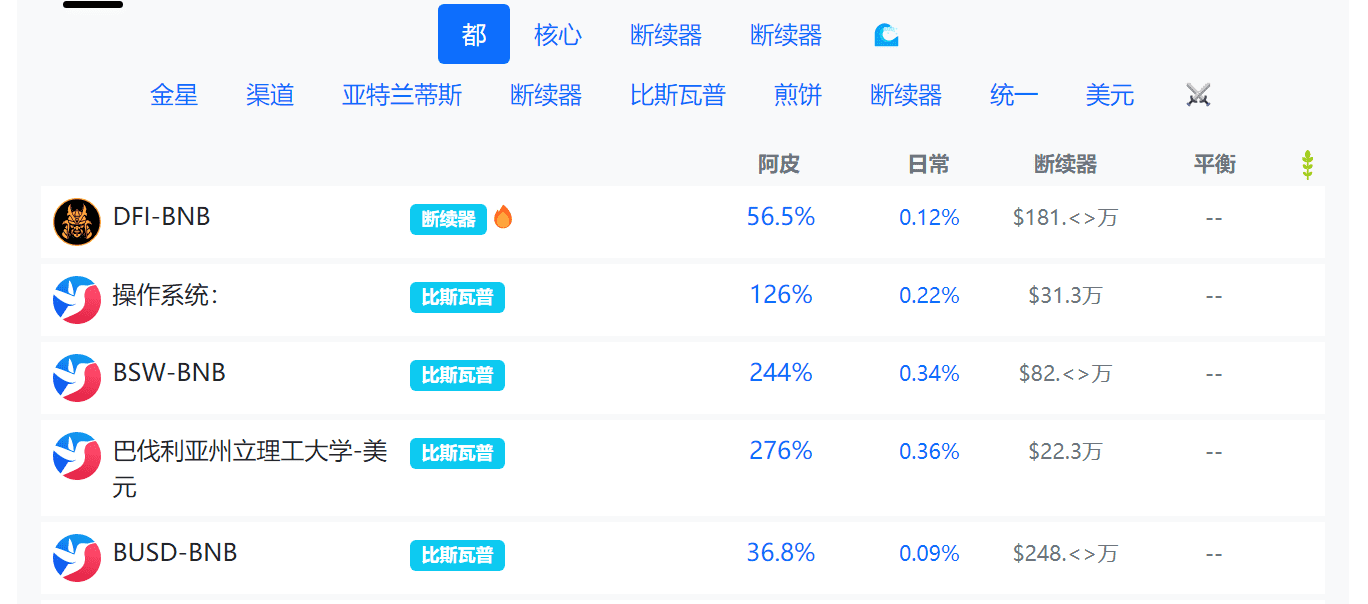 都 核心 断续器 断续器
金星 渠道 亚特兰蒂斯 断续器 比斯瓦普 煎饼 断续器 统一 美元
阿皮 日常 断续器 平衡
DFI-BNB 断续器 56.5% 0.12% $181.<>万 --
操作系统: 比斯瓦普 126% 0.22% $31.3万 --
BSW-BNB 比斯瓦普 244% 0.34% $82.<>万 --
巴伐利亚州立理工大学-美 比斯瓦普 276% 0.36% $22.3万 --
元
BUSD-BNB 比斯瓦普 36.8% 0.09% $248.<>万 --